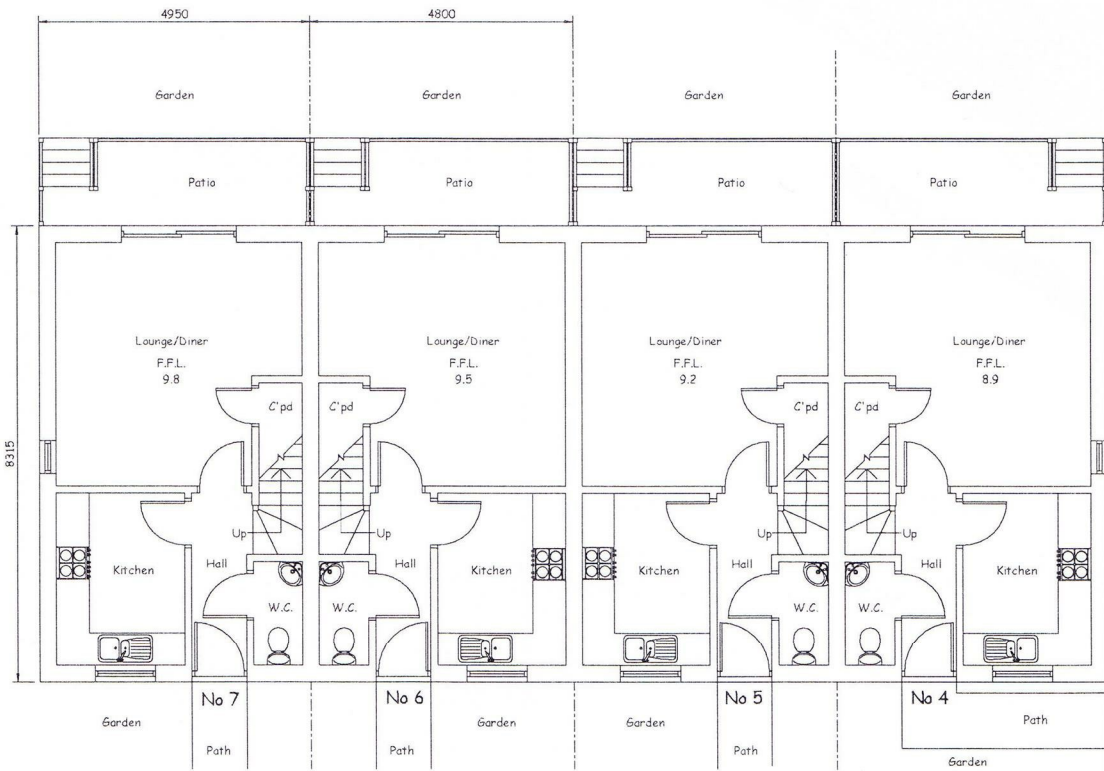 4950 4800
Garden Garden Garden Garden
Patio Patio Patio Patio
Lounge/Diner Lounge/Diner Lounge/Diner Lounge/Diner
F.F.L. F.F.L. F.F.L. F.F.L.
9.8 9.5 9.2 8.9
C'pd C'pd C'pd C'pd
8315
Up Up Up Up
Kitchen Hall Hall Kitchen Kitchen Hall Hall Kitchen
W.C. W.C. W.C. W.C.
No 7 No 6 No 5 No 4
Garden Garden Garden Path
Path Path Path
Garden